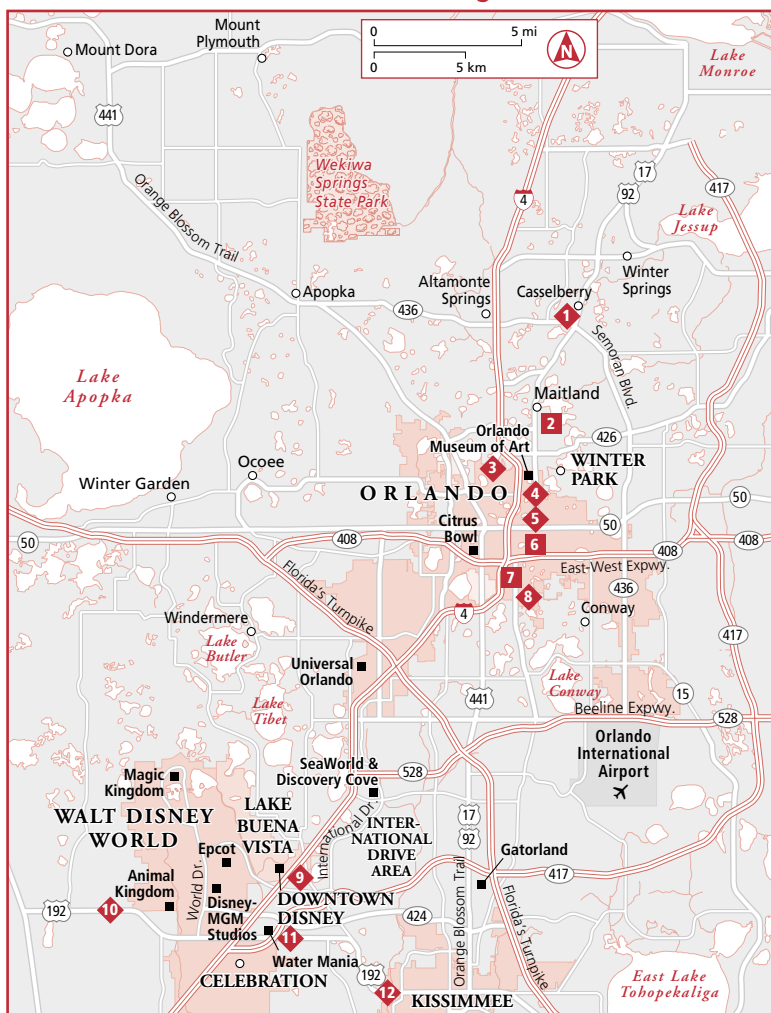 0 5 mi
0 5 km
N
Mount
Plymouth
Mount Dora
Lake
Monroe
441
Orange Blossom Trail
Wekiwa
Springs
State Park
4
17
92
417
Lake
Jessup
Winter
Springs
Altamonte
Springs
Casselberry
Apopka
436
1
Semoran Blvd.
Lake
Apopka
Maitland
2
Orlando
Museum of Art
426
3
WINTER
PARK
Ocoee
Winter Garden
ORLANDO
4
50
5
50
Citrus
Bowl
6
50
408
408
408
East-West Expwy.
Florida's Turnpike
7
8
436
4
Conway
Windermere
Lake
Butler
417
Universal
Orlando
Lake
Tibet
Lake
Conway
441
15
Beeline Expwy.
528
Orlando
International
Airport
SeaWorld &
Discovery Cove
528
Magic
Kingdom
WALT DISNEY
WORLD
LAKE
BUENA
VISTA
International Dr.
INTER-
NATIONAL
DRIVE
AREA
17
92
Epcot
Gatorland
Animal
Kingdom
World Dr.
9
417
192
10
Disney-
MGM
Studios
DOWNTOWN
DISNEY
424
Orange Blossom Trail
Florida's Turnpike
11
Water Mania
CELEBRATION
192
12
KISSIMMEE
East Lake
Tohopekaliga